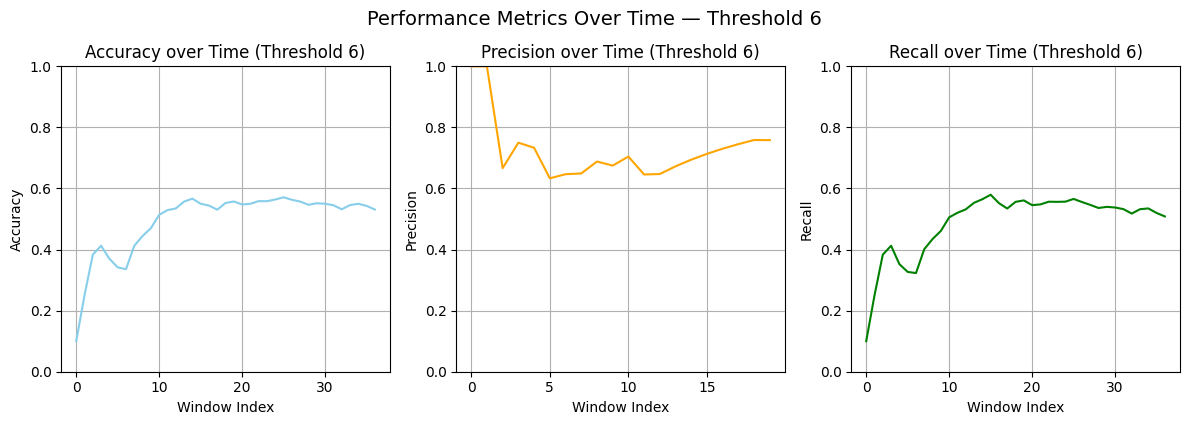 Performance Metrics Over Time — Threshold 6
Accuracy over Time (Threshold 6)
1.0
0.8
0.6
0.4
0.2
0.0
Accuracy
0 10 20 30
Window Index
Precision over Time (Threshold 6)
1.0
0.8
0.6
0.4
0.2
0.0
Precision
0 5 10 15
Window Index
Recall over Time (Threshold 6)
1.0
0.8
0.6
0.4
0.2
0.0
Recall
0 10 20 30
Window Index